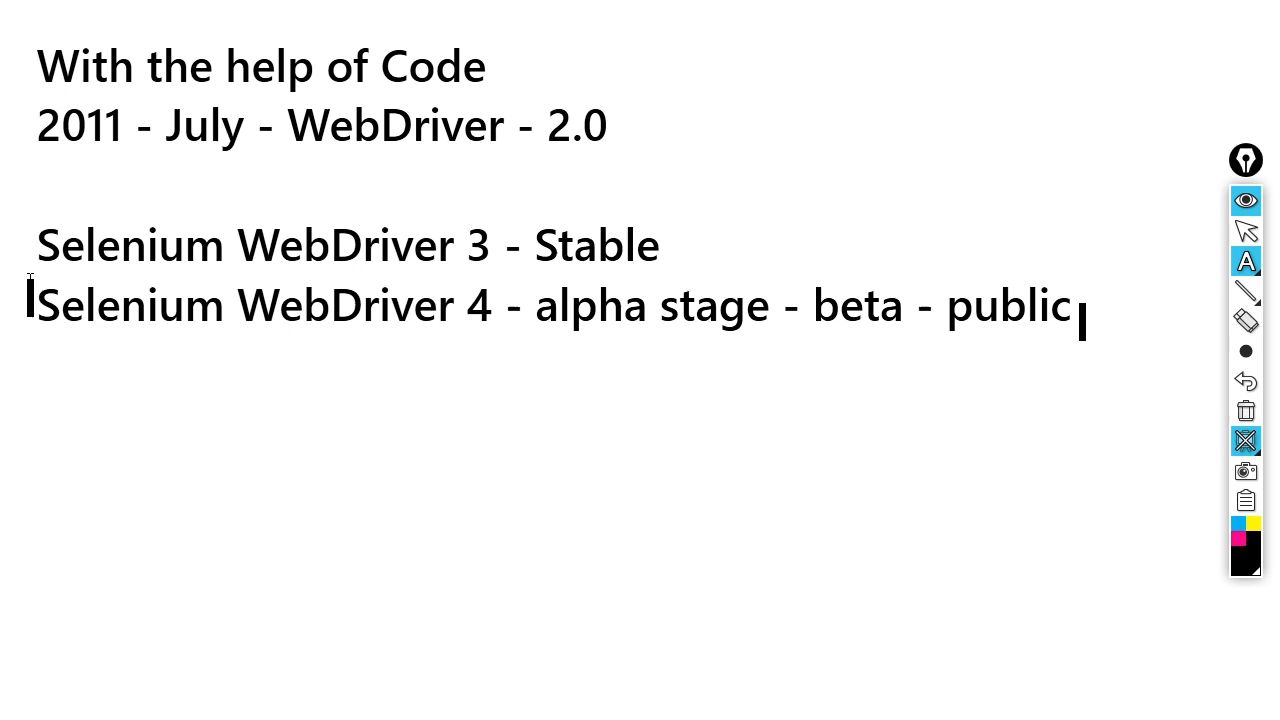 With the help of Code
2011 - July - WebDriver - 2.0
Selenium WebDriver 3 - Stable
Selenium WebDriver 4 - alpha stage - beta - public